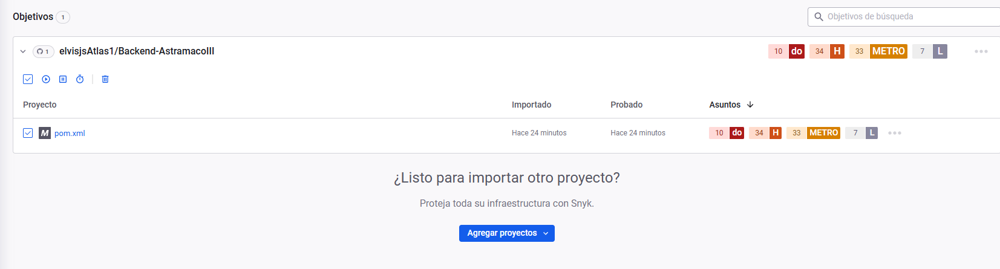 Objetivos 1
Objetivos de búsqueda
1 elvisjsAtlas1/Backend-AstramacoIII 10 do 34 H 33 METRO 7 L
Proyecto Importado Probado Asuntos
M pom.xml Hace 24 minutos Hace 24 minutos 10 do 34 H 33 METRO 7 L
¿Listo para importar otro proyecto?
Proteja toda su infraestructura con Snyk.
Agregar proyectos